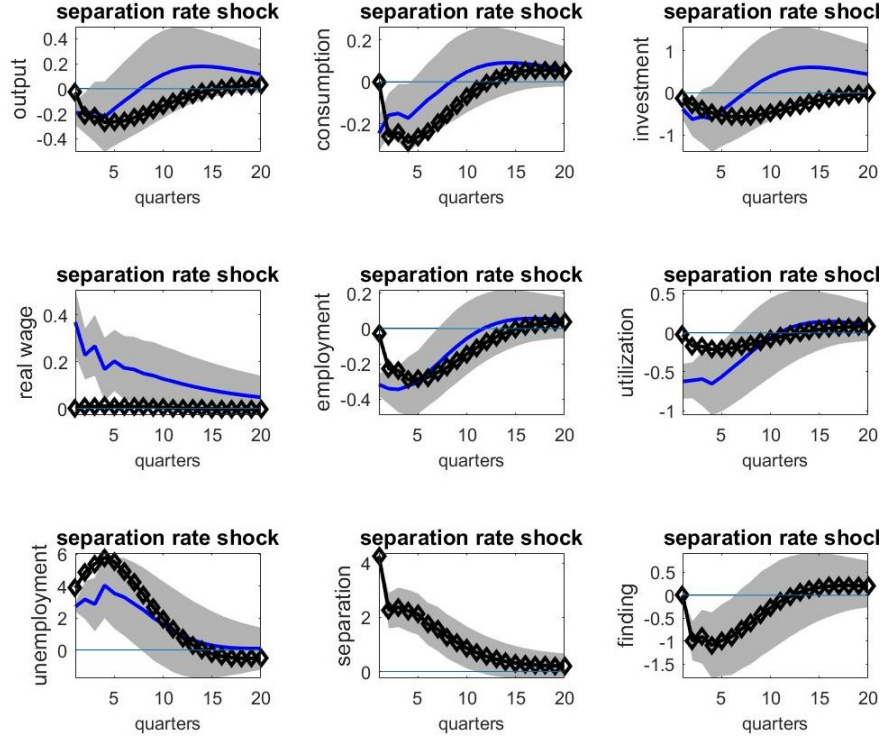 separation rate shock
output
0.4
0.2
0
-0.2
-0.4
5
10
15
20
quarters
separation rate shock
consumption
0.2
0
-0.2
5
10
15
20
quarters
separation rate shock
investment
1
0
-1
5
10
15
20
quarters
separation rate shock
real wage
0.4
0.2
0
5
10
15
20
quarters
separation rate shock
employment
0.2
0
-0.2
-0.4
5
10
15
20
quarters
separation rate shock
utilization
0.5
0
-0.5
-1
5
10
15
20
quarters
separation rate shock
unemployment
6
4
2
0
5
10
15
20
quarters
separation rate shock
separation
4
2
0
5
10
15
20
quarters
separation rate shock
finding
0.5
0
-0.5
-1
-1.5
5
10
15
20
quarters